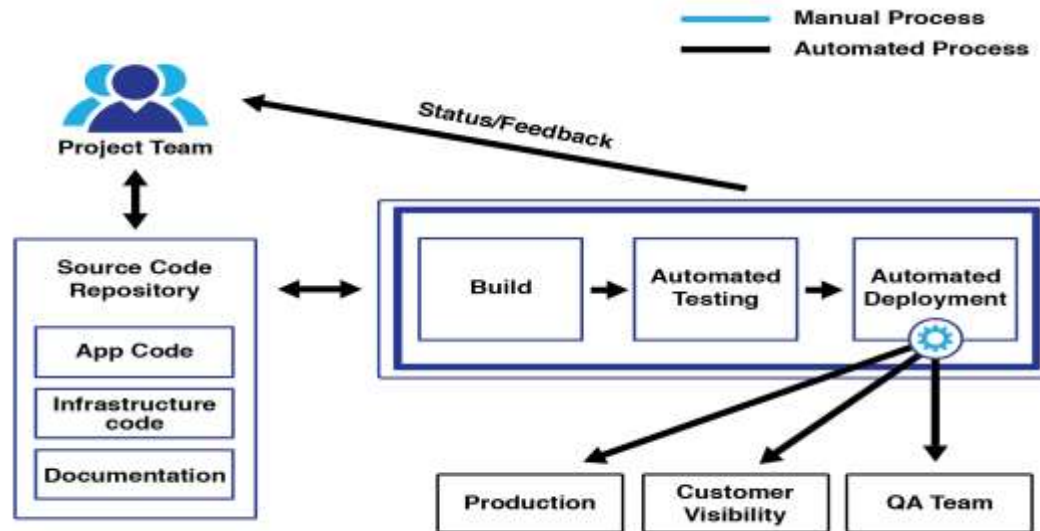 Manual Process
Automated Process
Status/Feedback
Project Team
Source Code
Repository
App Code
Infrastructure
code
Documentation
Build
Automated
Testing
Automated
Deployment
Production
Customer
Visibility
QA Team